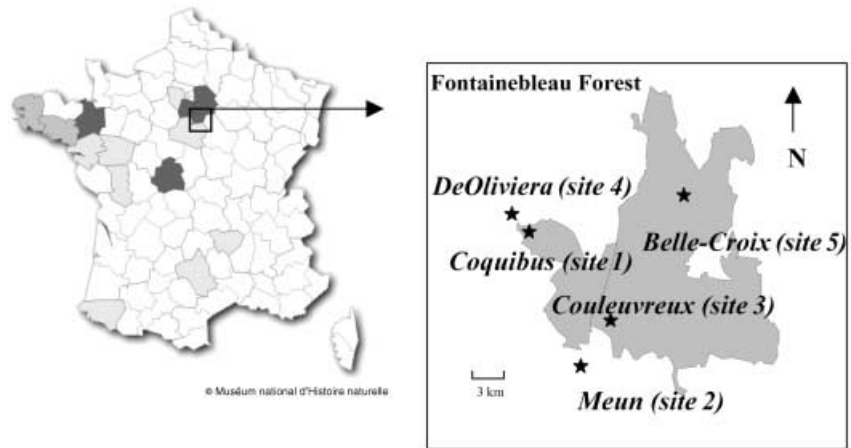 © Muséum national d'Histoire naturelle
Fontainebleau Forest
N
DeOliviera (site 4)
Belle-Croix (site 5)
Coquibus (site 1)
Couleuvreux (site 3)
3 km
Meun (site 2)